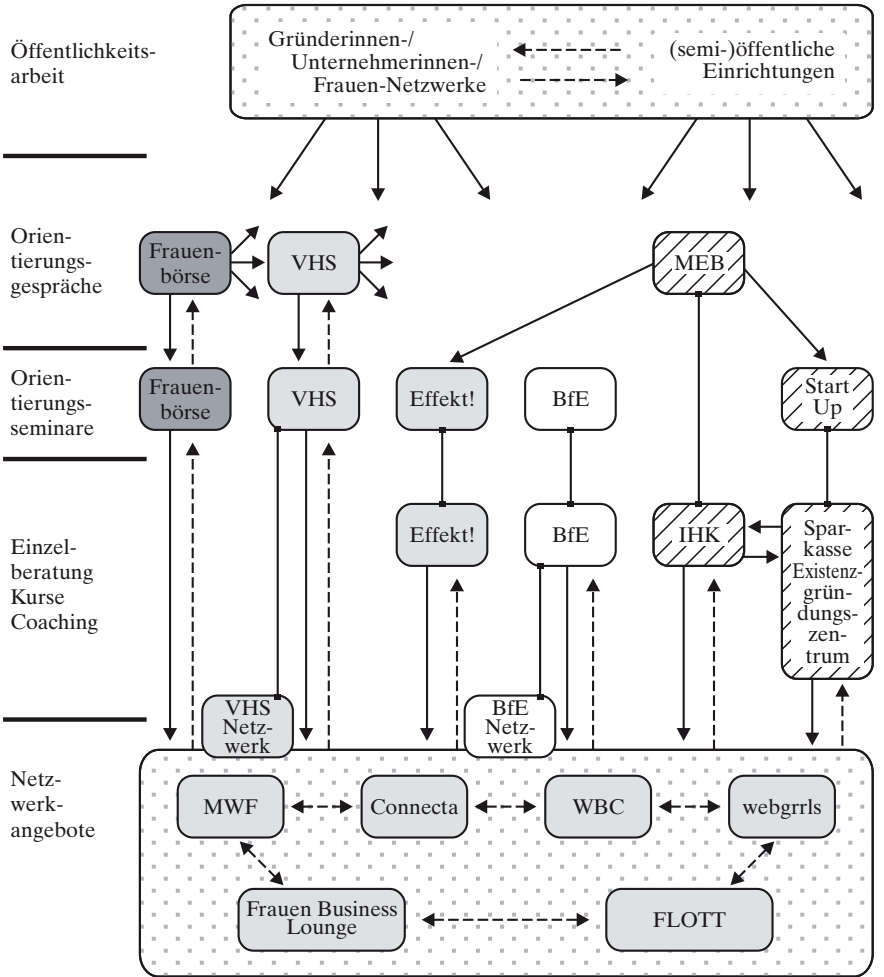 Öffentlichkeits-
arbeit
Gründerinnen-/
Unternehmerinnen-/
Frauen-Netzwerke
(semi-)öffentliche
Einrichtungen
Orien-
tierungs-
gespräche
Frauen-
börse
VHS
MEB
Orien-
tierungs-
seminare
Frauen-
börse
VHS
Effekt!
BfE
Start
Up
Einzel-
beratung
Kurse
Coaching
Effekt!
BfE
IHK
Spar-
kasse
Existenz-
grün-
dungs-
zen-
trum
VHS
Netz-
werk
BfE
Netz-
werk
Netz-
werk-
angebote
MWF
Connecta
WBC
webgrrls
Frauen Business
Lounge
FLOTT